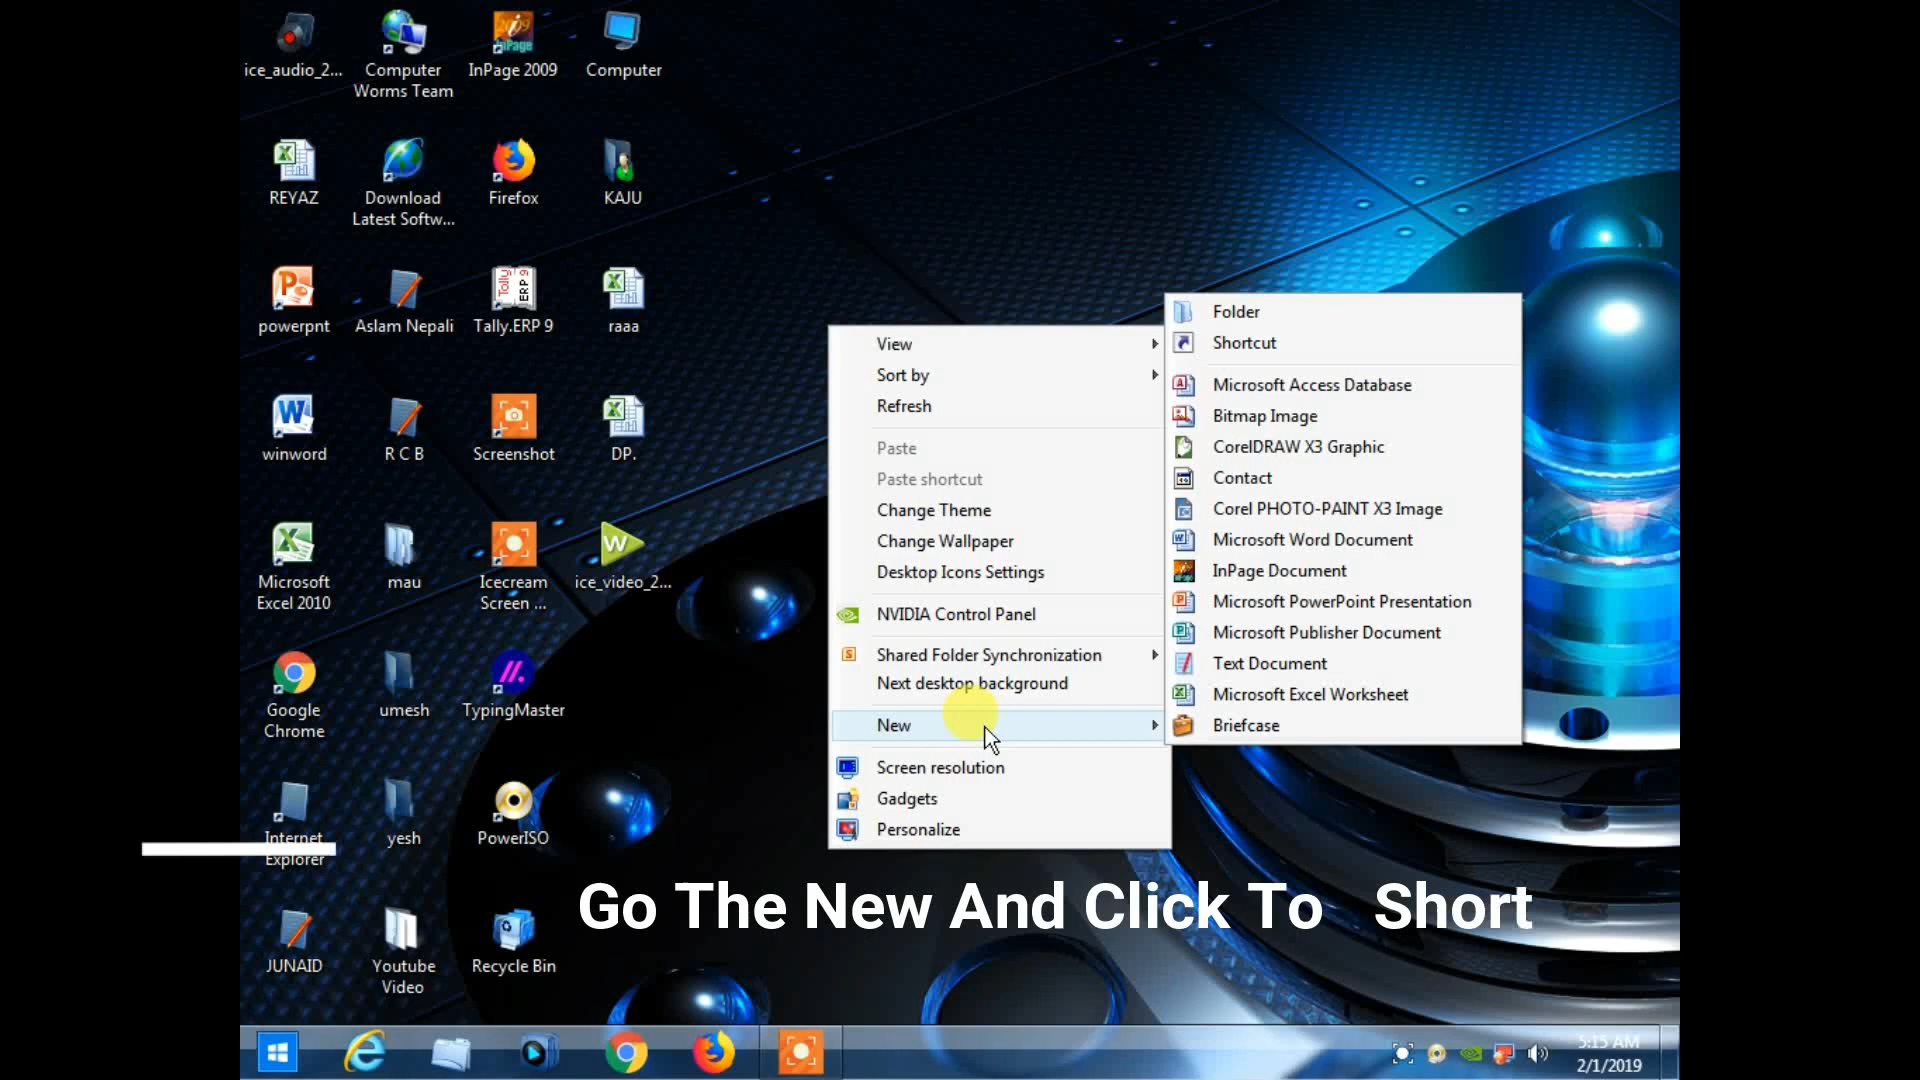 ice_audio_2...
Computer
Worms Team
InPage 2009
Computer
REYAZ
Download
Latest Softw...
Firefox
KAJU
powerpnt
Aslam Nepali
Tally.ERP 9
raaa
winword
R C B
Screenshot
DP.
Microsoft
Excel 2010
mau
Icecream
Screen ...
ice_video_2...
Google
Chrome
umesh
TypingMaster
Internet
Explorer
yesh
PowerISO
JUNAID
Youtube
Video
Recycle Bin
View
Sort by
Refresh
Paste
Paste shortcut
Change Theme
Change Wallpaper
Desktop Icons Settings
NVIDIA Control Panel
Shared Folder Synchronization
Next desktop background
New
Screen resolution
Gadgets
Personalize
Folder
Shortcut
Microsoft Access Database
Bitmap Image
CorelDRAW X3 Graphic
Contact
Corel PHOTO-PAINT X3 Image
Microsoft Word Document
InPage Document
Microsoft PowerPoint Presentation
Microsoft Publisher Document
Text Document
Microsoft Excel Worksheet
Briefcase
Go The New And Click To Short
5:15 AM
2/1/2019